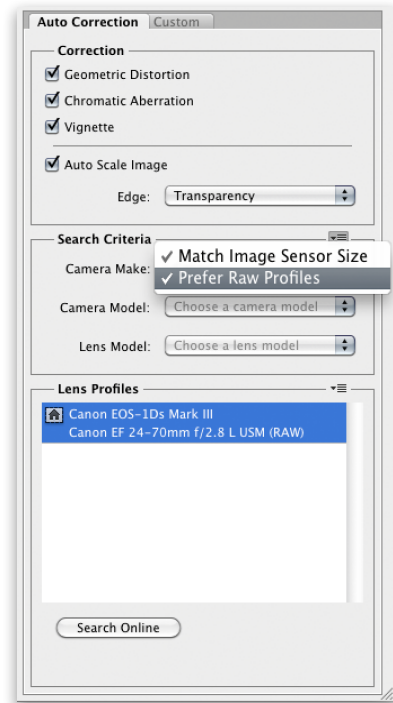 Auto Correction Custom
Correction
Geometric Distortion
Chromatic Aberration
Vignette
Auto Scale Image
Edge: Transparency
Search Criteria
Match Image Sensor Size
Camera Make:
Prefer Raw Profiles
Camera Model: Choose a camera model
Lens Model: Choose a lens model
Lens Profiles
Canon EOS-1Ds Mark III
Canon EF 24-70mm f/2.8 L USM (RAW)
Search Online